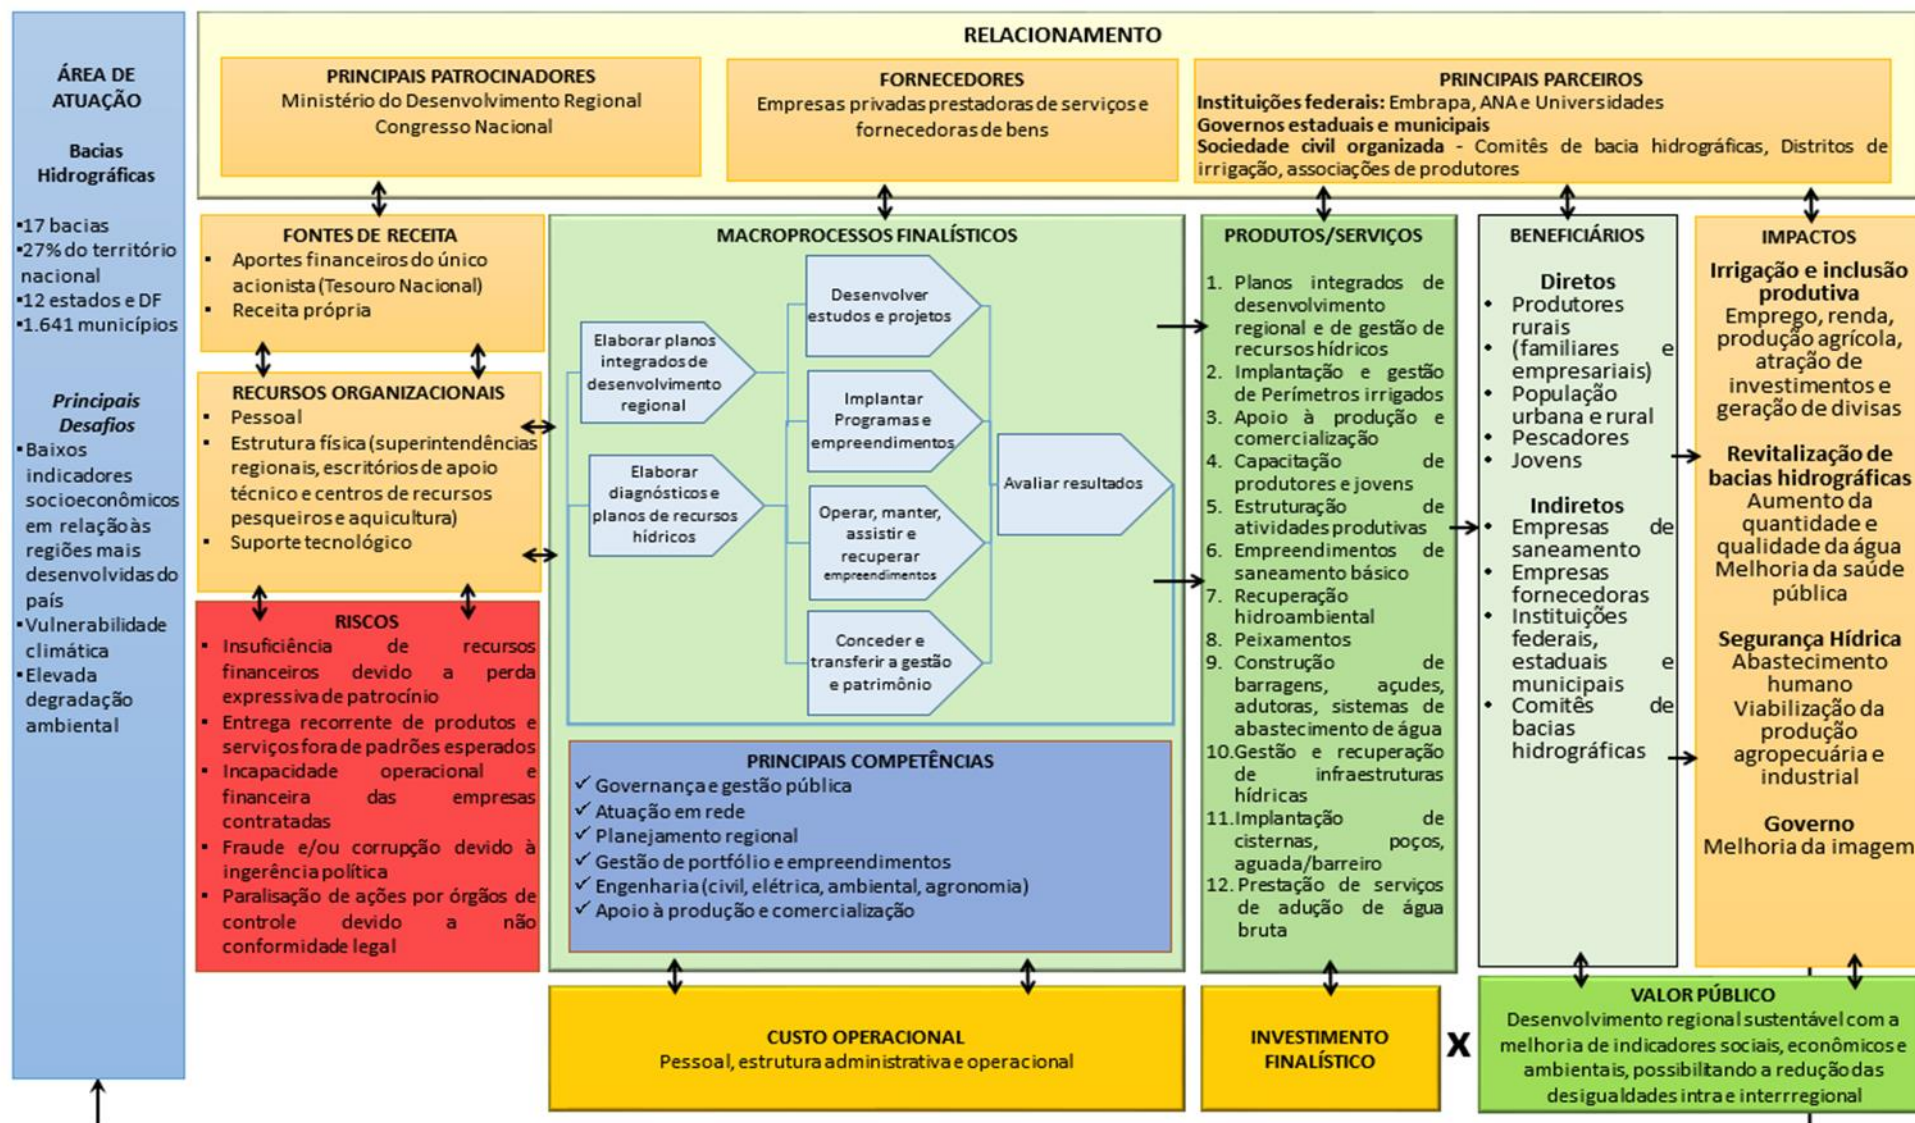 ÁREA DE
ATUAÇÃO
Bacias
Hidrográficas
▪17 bacias
▪27% do território
nacional
▪12 estados e DF
▪1.641 municípios
Principais
Desafios
▪Baixos
indicadores
socioeconômicos
em relação às
regiões mais
desenvolvidas do
país
▪Vulnerabilidade
climática
▪Elevada
degradação
ambiental
RELACIONAMENTO
PRINCIPAIS PATROCINADORES
Ministério do Desenvolvimento Regional
Congresso Nacional
FORNECEDORES
Empresas privadas prestadoras de serviços e
fornecedoras de bens
PRINCIPAIS PARCEIROS
Instituições federais: Embrapa, ANA e Universidades
Governos estaduais e municipais
Sociedade civil organizada - Comitês de bacia hidrográficas, Distritos de
irrigação, associações de produtores
FONTES DE RECEITA
▪ Aportes financeiros do único
acionista (Tesouro Nacional)
▪ Receita própria
RECURSOS ORGANIZACIONAIS
▪ Pessoal
▪ Estrutura física (superintendências
regionais, escritórios de apoio
técnico e centros de recursos
pesqueiros e aquicultura)
▪ Suporte tecnológico
RISCOS
▪ Insuficiência de recursos
financeiros devido a perda
expressiva de patrocínio
▪ Entrega recorrente de produtos e
serviços fora de padrões esperados
▪ Incapacidade operacional e
financeira das empresas
contratadas
▪ Fraude e/ou corrupção devido à
ingerência política
▪ Paralisação de ações por órgãos de
controle devido a não
conformidade legal
MACROPROCESSOS FINALÍSTICOS
Elaborar planos
integrados de
desenvolvimento
regional
Elaborar
diagnósticos e
planos de recursos
hídricos
Desenvolver
estudos e projetos
Implantar
Programas e
empreendimentos
Operar, manter,
assistir e
recuperar
empreendimentos
Conceder e
transferir a gestão
e patrimônio
Avaliar resultados
PRINCIPAIS COMPETÊNCIAS
✓ Governança e gestão pública
✓ Atuação em rede
✓ Planejamento regional
✓ Gestão de portfólio e empreendimentos
✓ Engenharia (civil, elétrica, ambiental, agronomia)
✓ Apoio à produção e comercialização
PRODUTOS/SERVIÇOS
1. Planos integrados de
desenvolvimento
regional e de gestão de
recursos hídricos
2. Implantação e gestão
de Perímetros irrigados
3. Apoio à produção e
comercialização
4. Capacitação de
produtores e jovens
5. Estruturação de
atividades produtivas
6. Empreendimentos de
saneamento básico
7. Recuperação
hidroambiental
8. Peixamentos
9. Construção de
barragens, açudes,
adutoras, sistemas de
abastecimento de água
10.Gestão e recuperação
de infraestruturas
hídricas
11.Implantação de
cisternas, poços,
aguada/barreiro
12. Prestação de serviços
de adução de água
bruta
BENEFICIÁRIOS
Diretos
• Produtores
rurais
• (familiares e
empresariais)
• População
urbana e rural
• Pescadores
• Jovens
Indiretos
• Empresas de
saneamento
• Empresas
fornecedoras
• Instituições
federais,
estaduais e
municipais
• Comitês de
bacias
hidrográficas
IMPACTOS
Irrigação e inclusão
produtiva
Emprego, renda,
produção agrícola,
atração de
investimentos e
geração de divisas
Revitalização de
bacias hidrográficas
Aumento da
quantidade e
qualidade da água
Melhoria da saúde
pública
Segurança Hídrica
Abastecimento
humano
Viabilização da
produção
agropecuária e
industrial
Governo
Melhoria da imagem
CUSTO OPERACIONAL
Pessoal, estrutura administrativa e operacional
INVESTIMENTO
FINALÍSTICO
X
VALOR PÚBLICO
Desenvolvimento regional sustentável com a
melhoria de indicadores sociais, econômicos e
ambientais, possibilitando a redução das
desigualdades intra e interrregional